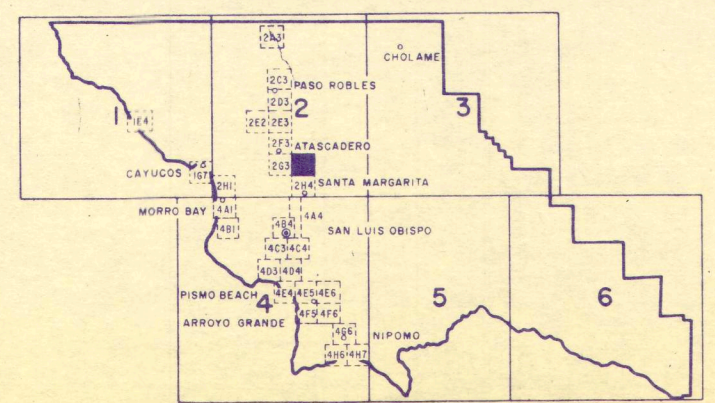 2A3
CHOLAME
2C3
PASO ROBLES
2D3
1
2
3
1E4
2E2 2E3
2F3
ATASCADERO
2G3
CAYUCOS
1G7
2H1
2H4
SANTA MARGARITA
MORRO BAY
4A1
4A4
4B1
4B4
SAN LUIS OBISPO
4C3 4C4
4D3 4D4
PISMO BEACH
4
4E4 4E5 4E6
5
6
ARROYO GRANDE
4F5 4F6
4G6
NIPOMO
4H6 4H7